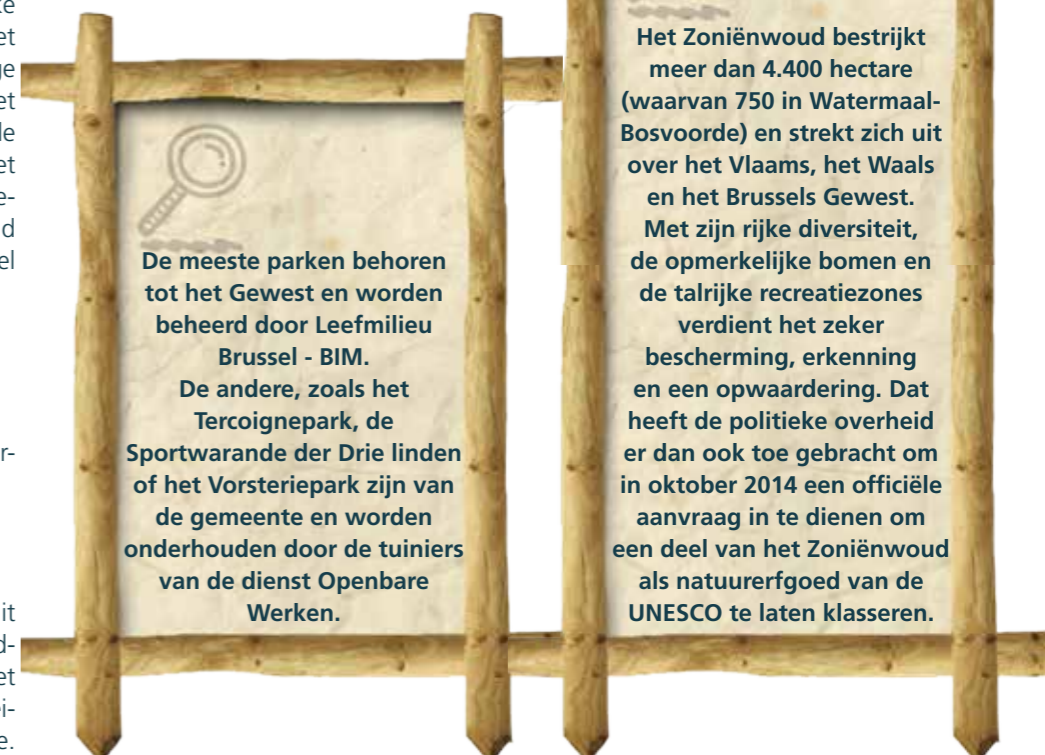 De meeste parken behoren
tot het Gewest en worden
beheerd door Leefmilieu
Brussel - BIM.
De andere, zoals het
Tercoignepark, de
Sportwarande der Drie linden
of het Vorsteriepark zijn van
de gemeente en worden
onderhouden door de tuiniers
van de dienst Openbare
Werken.
Het Zoniënwoud bestrijkt
meer dan 4.400 hectare
(waarvan 750 in Watermaal-
Bosvoorde) en strekt zich uit
over het Vlaams, het Waals
en het Brussels Gewest.
Met zijn rijke diversiteit,
de opmerkelijke bomen en
de talrijke recreatiezones
verdient het zeker
bescherming, erkenning
en een opwaardering. Dat
heeft de politieke overheid
er dan ook toe gebracht om
in oktober 2014 een officiële
aanvraag in te dienen om
een deel van het Zoniënwoud
als natuurerfgoed van de
UNESCO te laten klasseren.